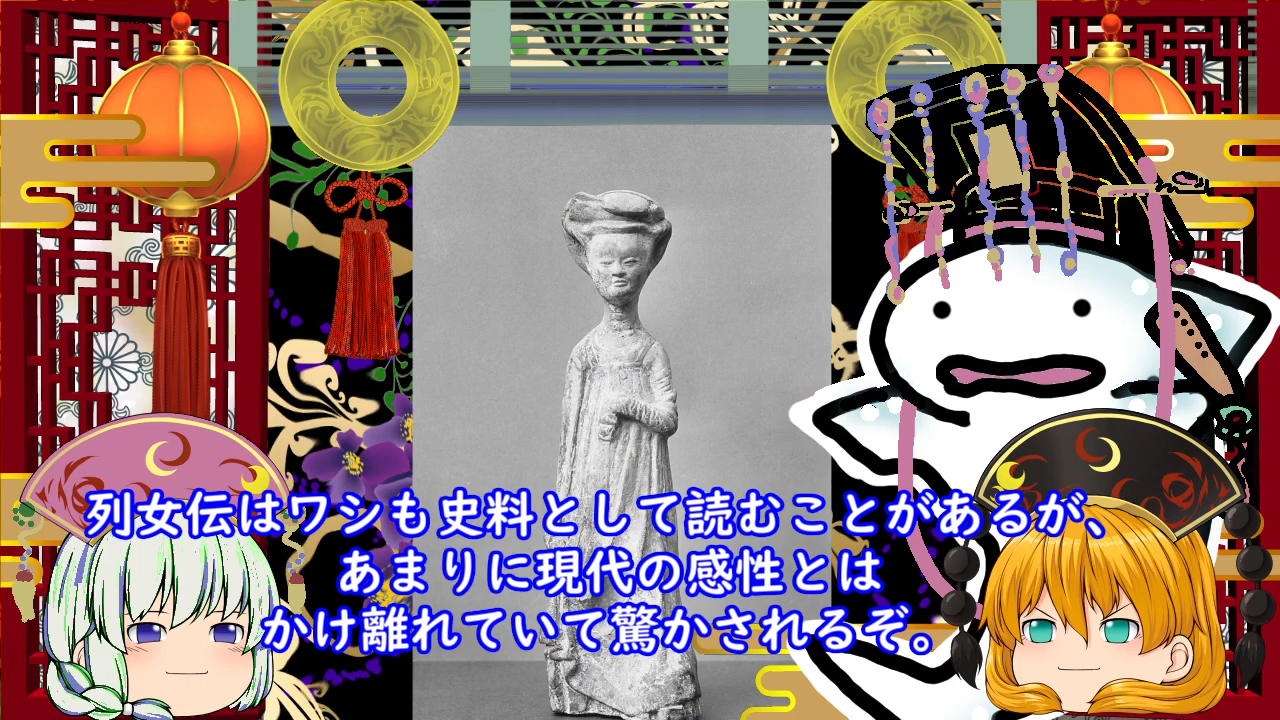 列女伝はワシも史料として読むことがあるが、
あまりに現代の感性とは
かけ離れていて驚かされるぞ。